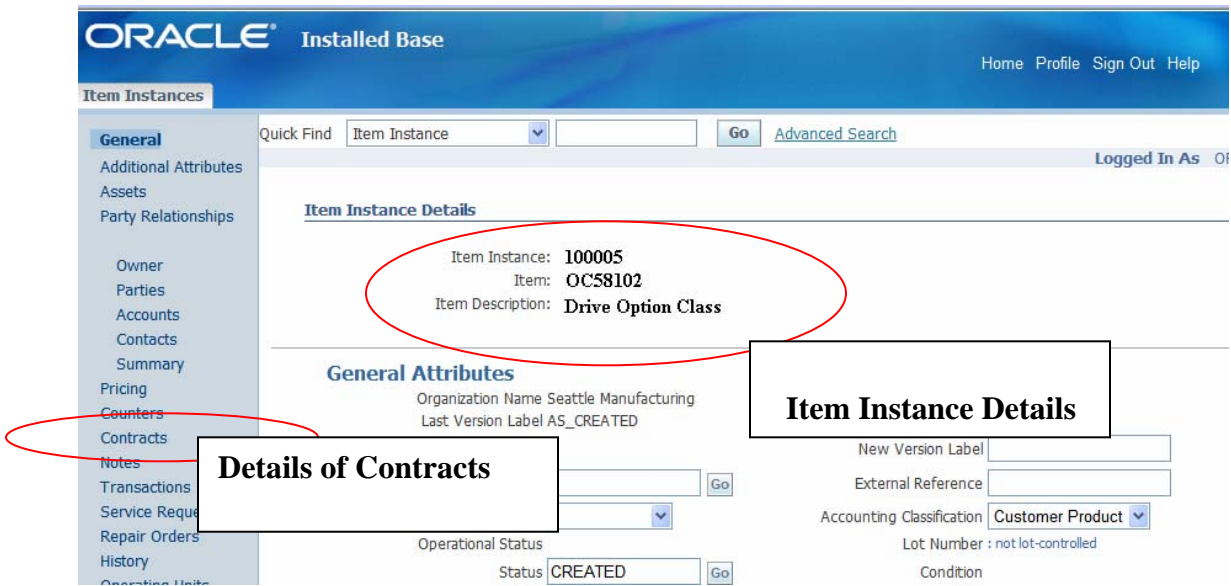 ORACLE Installed Base
Home Profile Sign Out Help
Item Instances
General
Additional Attributes
Assets
Party Relationships
Owner
Parties
Accounts
Contacts
Summary
Pricing
Counters
Contracts
Notes
Transactions
Service
Repair Orders
History
Operating Units
Quick Find Item Instance Go Advanced Search
Logged In As
Item Instance Details
Item Instance: 100005
Item: OC58102
Item Description: Drive Option Class
General Attributes
Organization Name Seattle Manufacturing
Last Version Label AS_CREATED
Item Instance Details
Details of Contracts
New Version Label
Go
External Reference
Accounting Classification Customer Product
Operational Status
Lot Number : not lot-controlled
Status CREATED Go
Condition